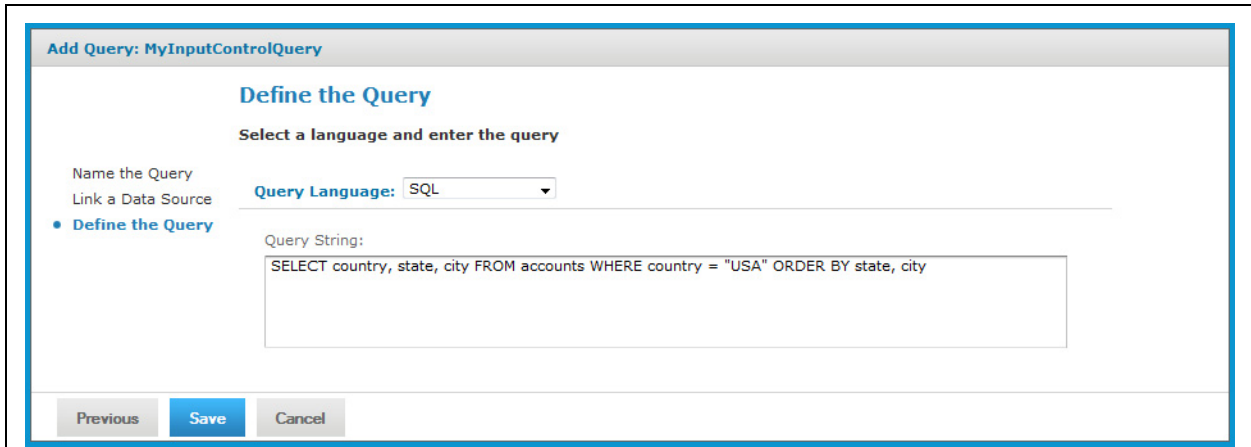 Add Query: MyInputControlQuery
Define the Query
Select a language and enter the query
Name the Query
Link a Data Source
Define the Query
Query Language: SQL
Query String:
SELECT country, state, city FROM accounts WHERE country = "USA" ORDER BY state, city
Previous Save Cancel